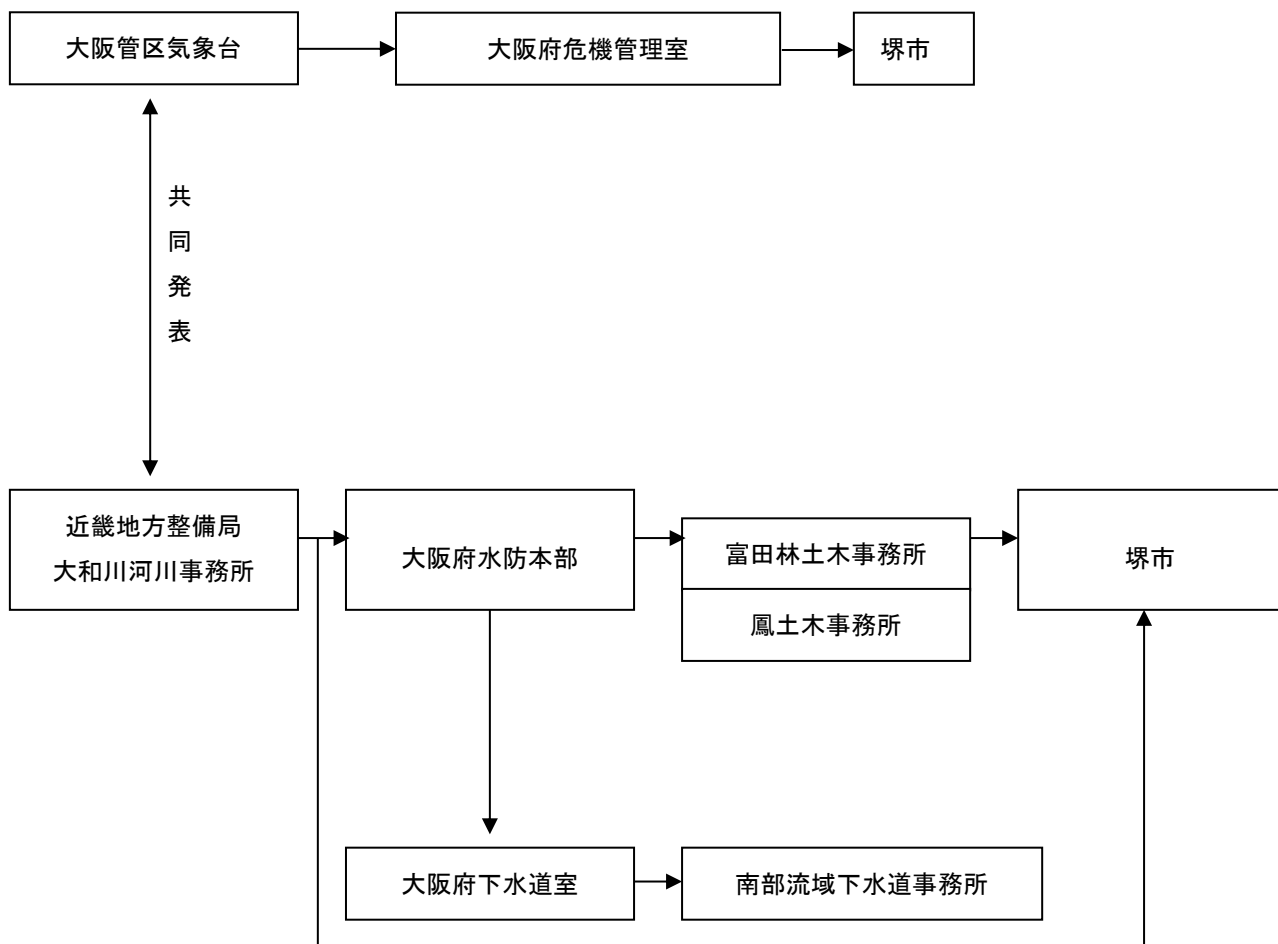 大阪管区気象台
大阪府危機管理室
堺市
共同発表
近畿地方整備局
大和川河川事務所
大阪府水防本部
富田林土木事務所
鳳土木事務所
堺市
大阪府下水道室
南部流域下水道事務所